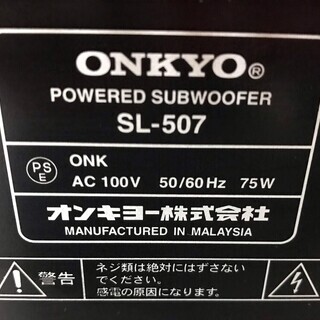 ONKYO®
POWERED SUBWOOFER
SL-507
PS
E
ONK
AC 100V 50/60Hz 75W
オンキヨー株式会社
MANUFACTURED IN MALAYSIA
警告
ネジ類は絶対にはずさない
でください。
感電の原因になります。